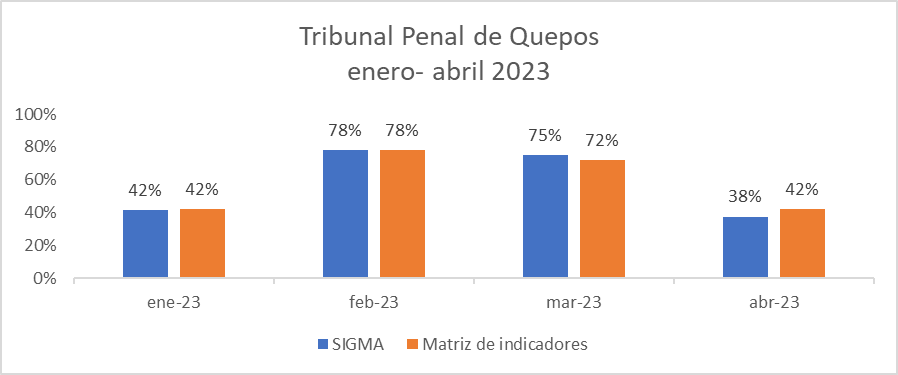 Tribunal Penal de Quepos
enero- abril 2023
100%
80%
60%
40%
20%
0%
42%
42%
78%
78%
75%
72%
38%
42%
ene-23
feb-23
mar-23
abr-23
SIGMA
Matriz de indicadores